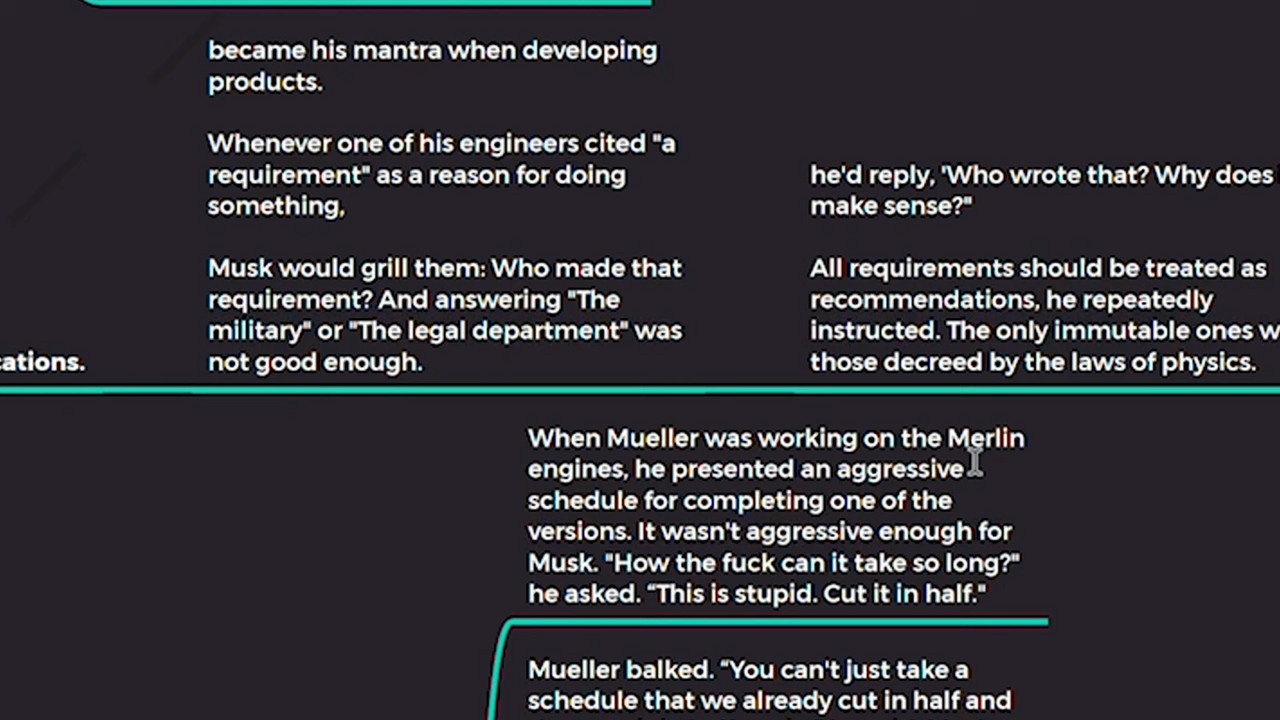 became his mantra when developing
products.
Whenever one of his engineers cited "a
requirement" as a reason for doing
something,
Musk would grill them: Who made that
requirement? And answering "The
military" or "The legal department" was
not good enough.
he'd reply, 'Who wrote that? Why does
make sense?"
All requirements should be treated as
recommendations, he repeatedly
instructed. The only immutable ones
those decreed by the laws of physics.
When Mueller was working on the Merlin
engines, he presented an aggressive
schedule for completing one of the
versions. It wasn't aggressive enough for
Musk. "How the fuck can it take so long?"
he asked. “This is stupid. Cut it in half."
Mueller balked. “You can't just take a
schedule that we already cut in half and